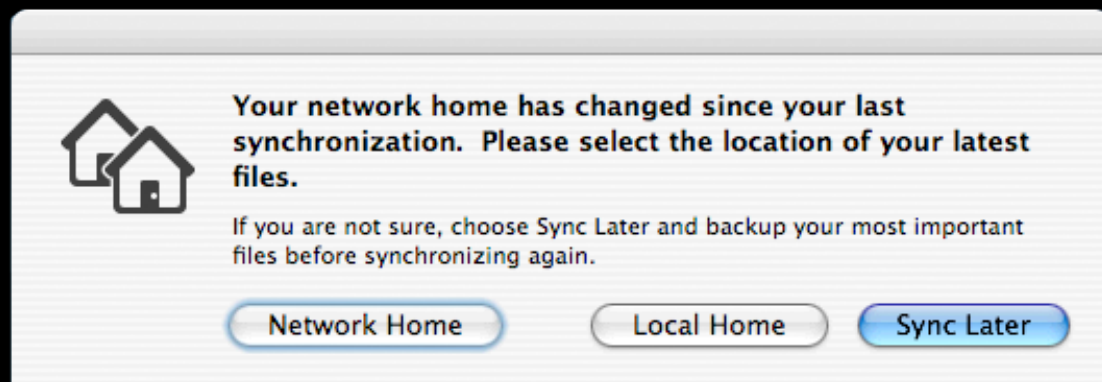 Your network home has changed since your last
synchronization.  Please select the location of your latest
files.
If you are not sure, choose Sync Later and backup your most important
files before synchronizing again.
Network Home Local Home Sync Later